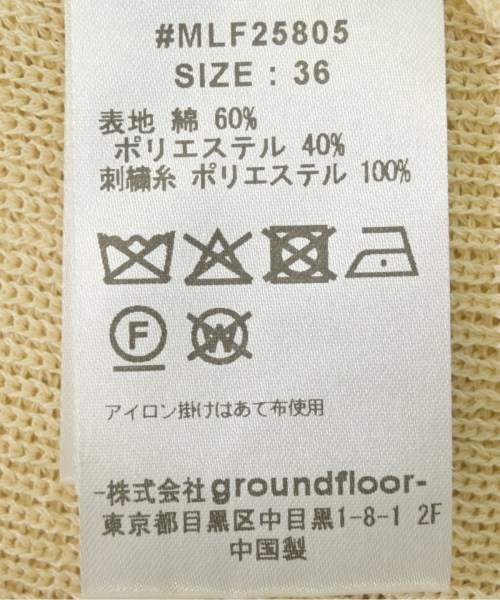 #MLF25805
SIZE : 36
表地 綿 60%
ポリエステル 40%
刺繍糸 ポリエステル 100%
F W
アイロン掛けはあて布使用
-株式会社groundfloor-
東京都目黒区中目黒1-8-1 2F
中国製